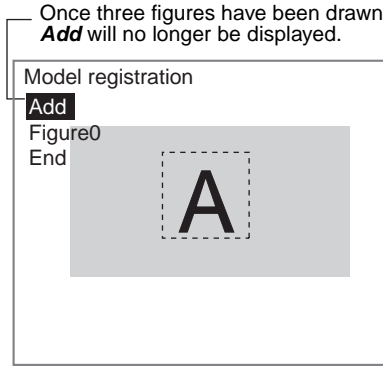 Once three figures have been drawn
Add will no longer be displayed.
Model registration
Add
Figure0
End
A